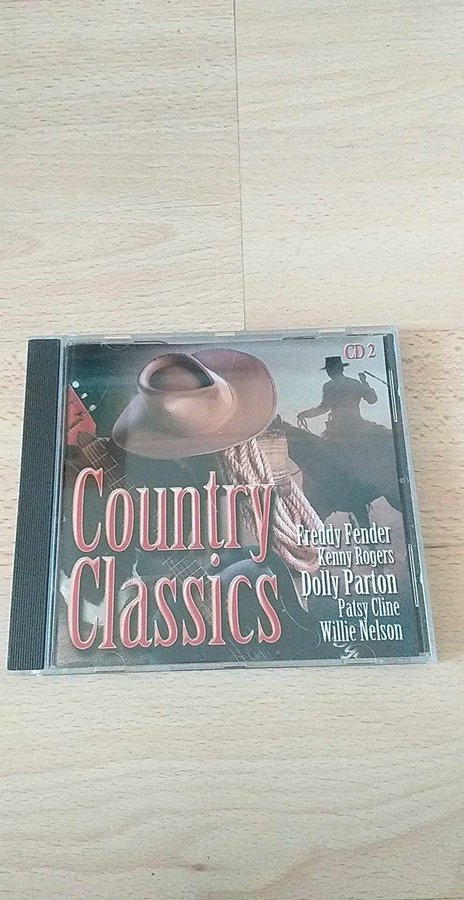 CD 2
Country
Classics
Freddy Fender
Kenny Rogers
Dolly Parton
Patsy Cline
Willie Nelson